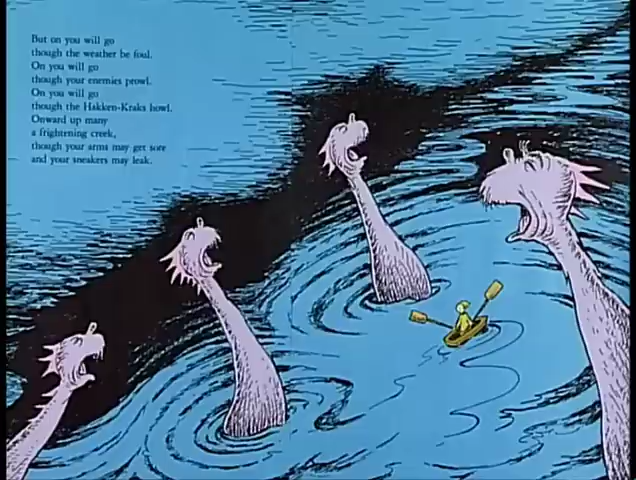 But on you will go
though the weather be foul.
On you will go
though your enemies prowl.
On you will go
though the Hakken-Kraks howl.
Onward up many
a frightening creek,
though your arms may get sore
and your sneakers may leak.